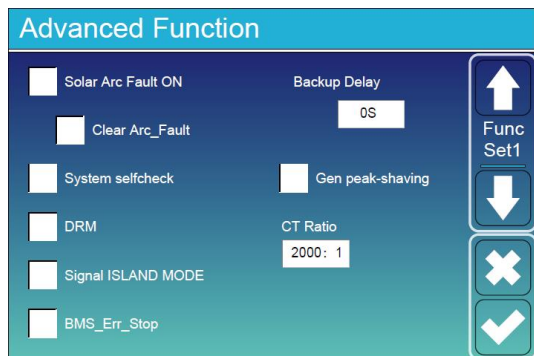 Advanced Function
Solar Arc Fault ON
Backup Delay
0S
Clear Arc_Fault
Func
Set1
System selfcheck
Gen peak-shaving
DRM
CT Ratio
2000: 1
Signal ISLAND MODE
BMS_Err_Stop